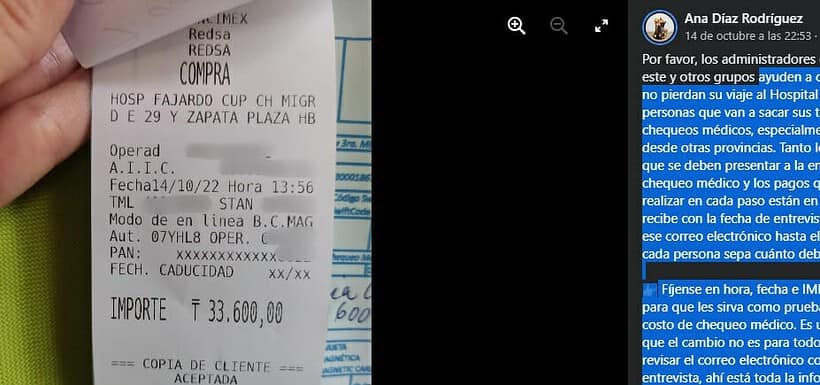 CIMEX
Redsa
REDSA
COMPRA
HOSP FAJARDO CUP CH MIGR
D E 29 Y ZAPATA PLAZA HB
Operad
A.I.I.C.
Fecha14/10/22 Hora 13:56
TML STAN
Modo de en linea B.C.MAG
Aut. 07YHL8 OPER.
PAN: xxxxxxxxxxxx
FECH. CADUCIDAD xx/xx
IMPORTE ₸ 33.600,00
=== COPIA DE CLIENTE ===
ACEPTADA
600
Ana Díaz Rodríguez
14 de octubre a las 22:53 ·
Por favor, los administradores
este y otros grupos ayuden a
no pierdan su viaje al Hospital
personas que van a sacar sus
chequeos médicos, especialme
desde otras provincias. Tanto
que se deben presentar a la
chequeo médico y los pagos
realizar en cada paso están en
recibe con la fecha de entrevis
ese correo electrónico hasta el
cada persona sepa cuánto deb
Fíjense en hora, fecha e
para que les sirva como prueba
costo de chequeo médico. Es
que el cambio no es para todo
revisar el correo electrónico
entrevista, ahí está toda la info